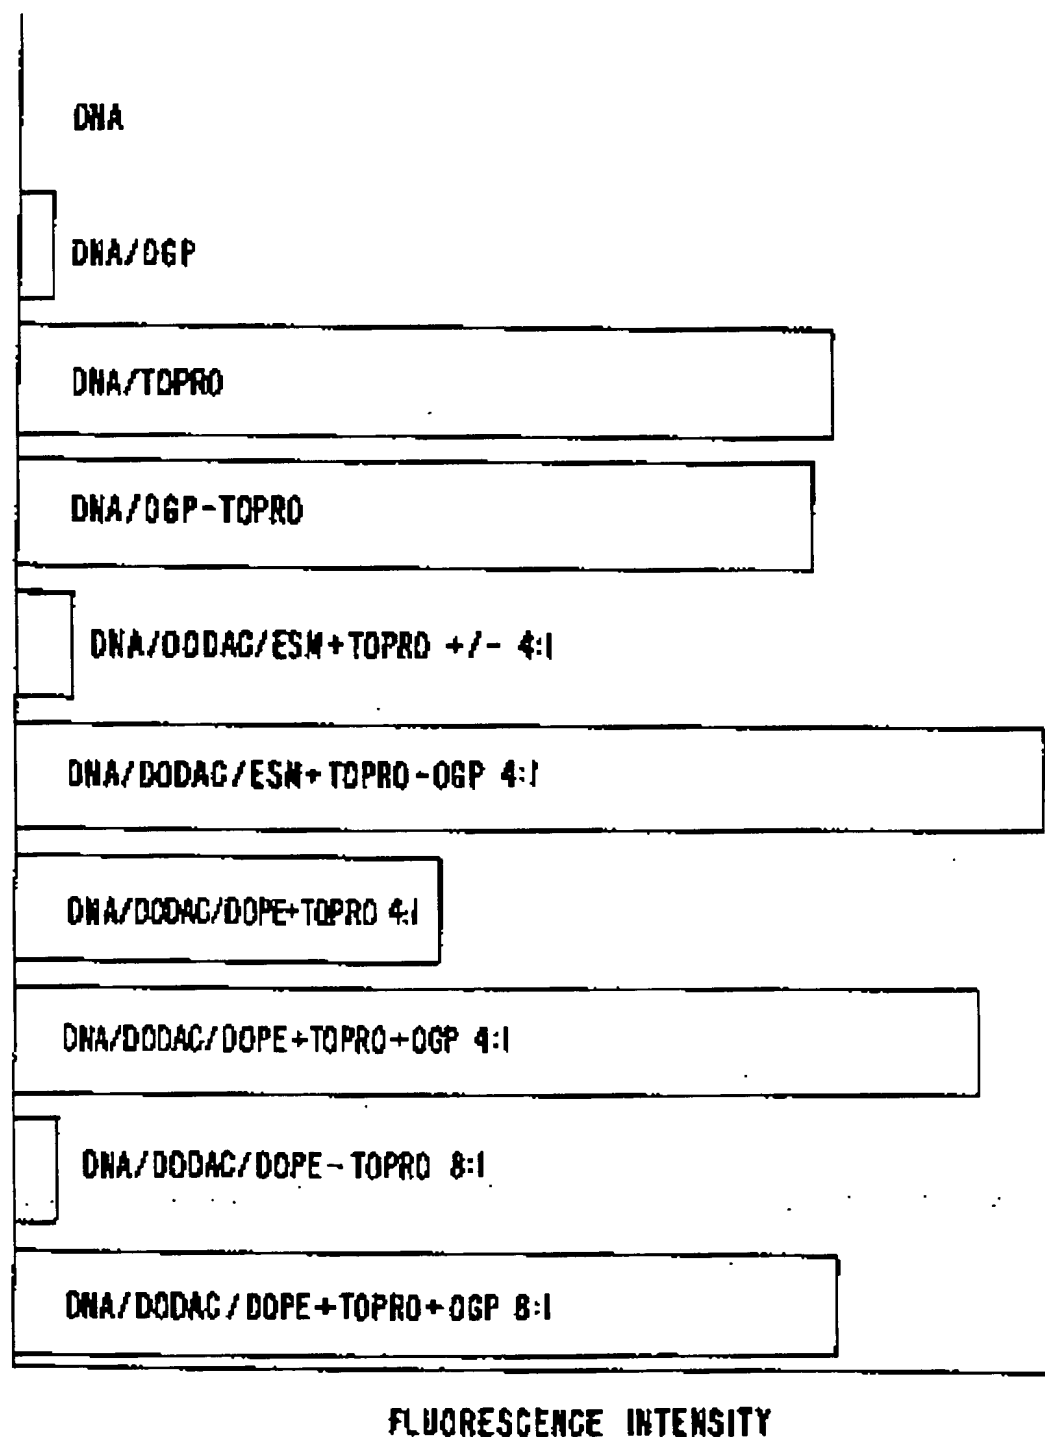 DNA
DNA/OGP
DNA/TOPRO
DNA/OGP-TOPRO
DNA/DODAC/ESM+TOPRO +/- 4:1
DNA/DODAC/ESM+TOPRO-OGP 4:1
DNA/DODAC/DOPE+TOPRO 4:1
DNA/DODAC/DOPE+TOPRO+OGP 4:1
DNA/DODAC/DOPE-TOPRO 8:1
DNA/DODAC/DOPE+TOPRO+OGP 8:1
FLUORESCENCE INTENSITY